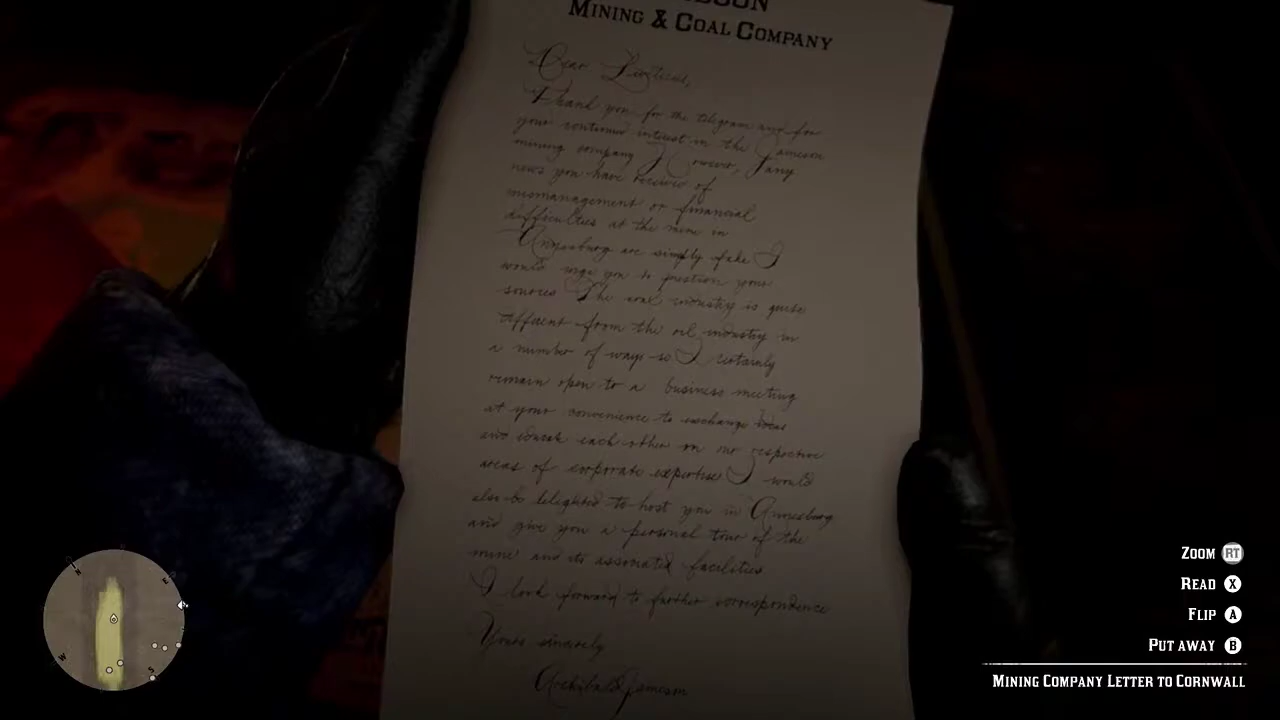 MINING & COAL COMPANY
Dear Leviticus,
Thank you for the telegram and for
your continued interest in the Jameson
mining company However, I any
news you have received of
mismanagement or financial
difficulties at the mine in
Annesburg are simply fake I
would urge you to question your
sources The coal industry is quite
different from the oil industry in
a number of ways so I certainly
remain open to a business meeting
at your convenience to exchange ideas
and educate each other on our respective
areas of corporate expertise I would
also be delighted to host you in Annesburg
and give you a personal tour of the
mine and its associated facilities
I look forward to further correspondence
Yours sincerely
Archibald Jameson
ZOOM RT
READ X
FLIP A
PUT AWAY B
MINING COMPANY LETTER TO CORNWALL
N
E
W
S